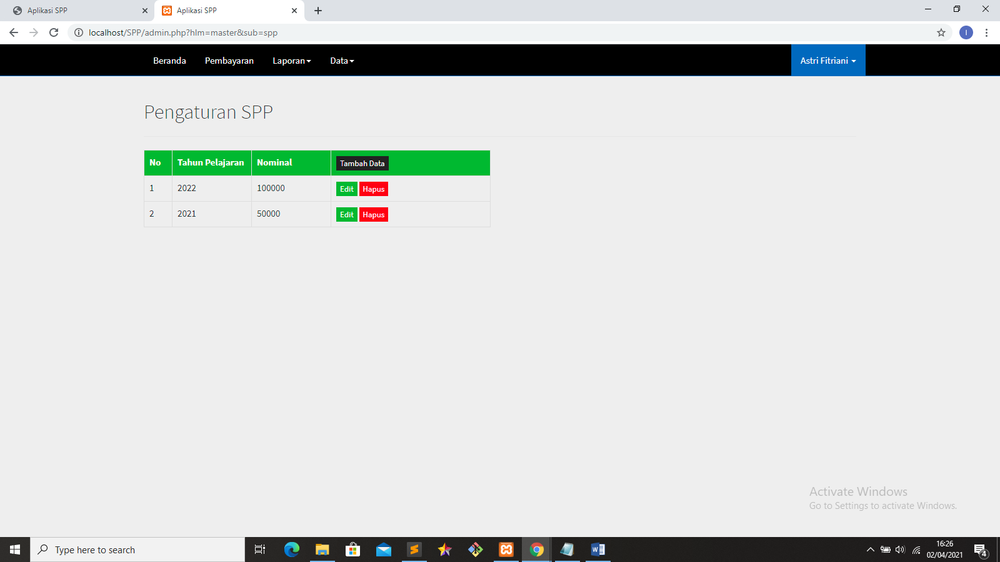 Aplikasi SPP
Aplikasi SPP
localhost/SPP/admin.php?hlm=master&sub=spp
I
Beranda Pembayaran Laporan Data Astri Fitriani
Pengaturan SPP
No Tahun Pelajaran Nominal Tambah Data
1 2022 100000 Edit Hapus
2 2021 50000 Edit Hapus
Activate Windows
Go to Settings to activate Windows.
Type here to search
16:26
02/04/2021
4